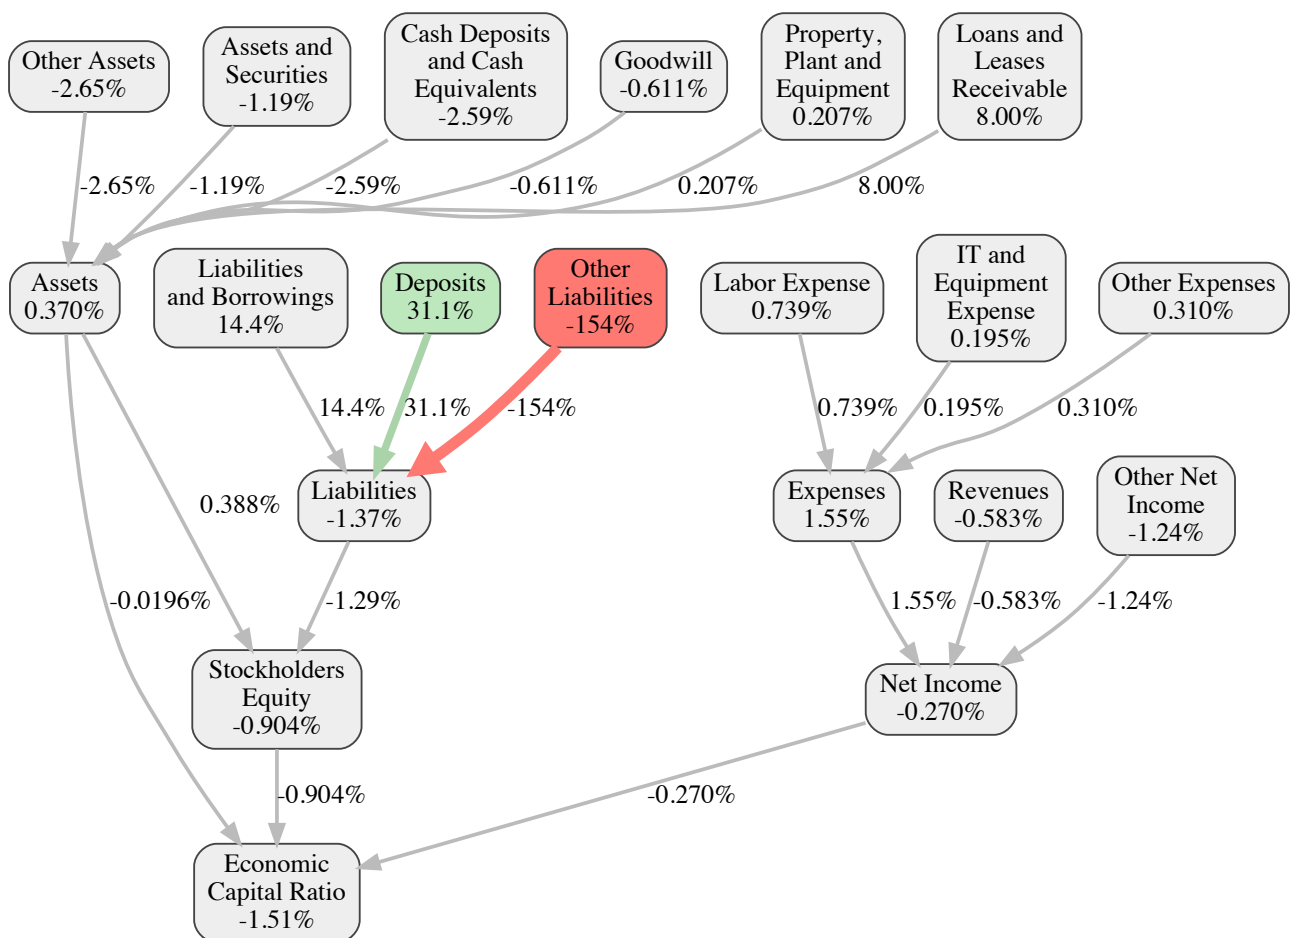 Other Assets
-2.65%
Assets and
Securities
-1.19%
Cash Deposits
and Cash
Equivalents
-2.59%
Goodwill
-0.611%
Property,
Plant and
Equipment
0.207%
Loans and
Leases
Receivable
8.00%
-2.65%
-1.19%
-2.59%
-0.611%
0.207%
8.00%
Assets
0.370%
Liabilities
and Borrowings
14.4%
Deposits
31.1%
Other
Liabilities
-154%
Labor Expense
0.739%
IT and
Equipment
Expense
0.195%
Other Expenses
0.310%
14.4%
31.1%
-154%
0.739%
0.195%
0.310%
0.388%
Liabilities
-1.37%
Expenses
1.55%
Revenues
-0.583%
Other Net
Income
-1.24%
-0.0196%
-1.29%
1.55%
-0.583%
-1.24%
Stockholders
Equity
-0.904%
Net Income
-0.270%
-0.904%
-0.270%
Economic
Capital Ratio
-1.51%